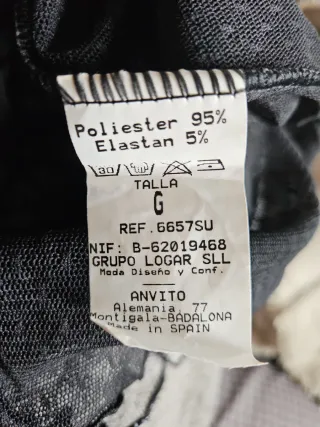 Poliester 95%
Elastan 5%
30
TALLA
G
REF.6657SU
NIF: B-62019468
GRUPO LOGAR SLL
Moda Diseño y Conf.
ANVITO
Alemania, 77
Montigala-BADALONA
Made in SPAIN